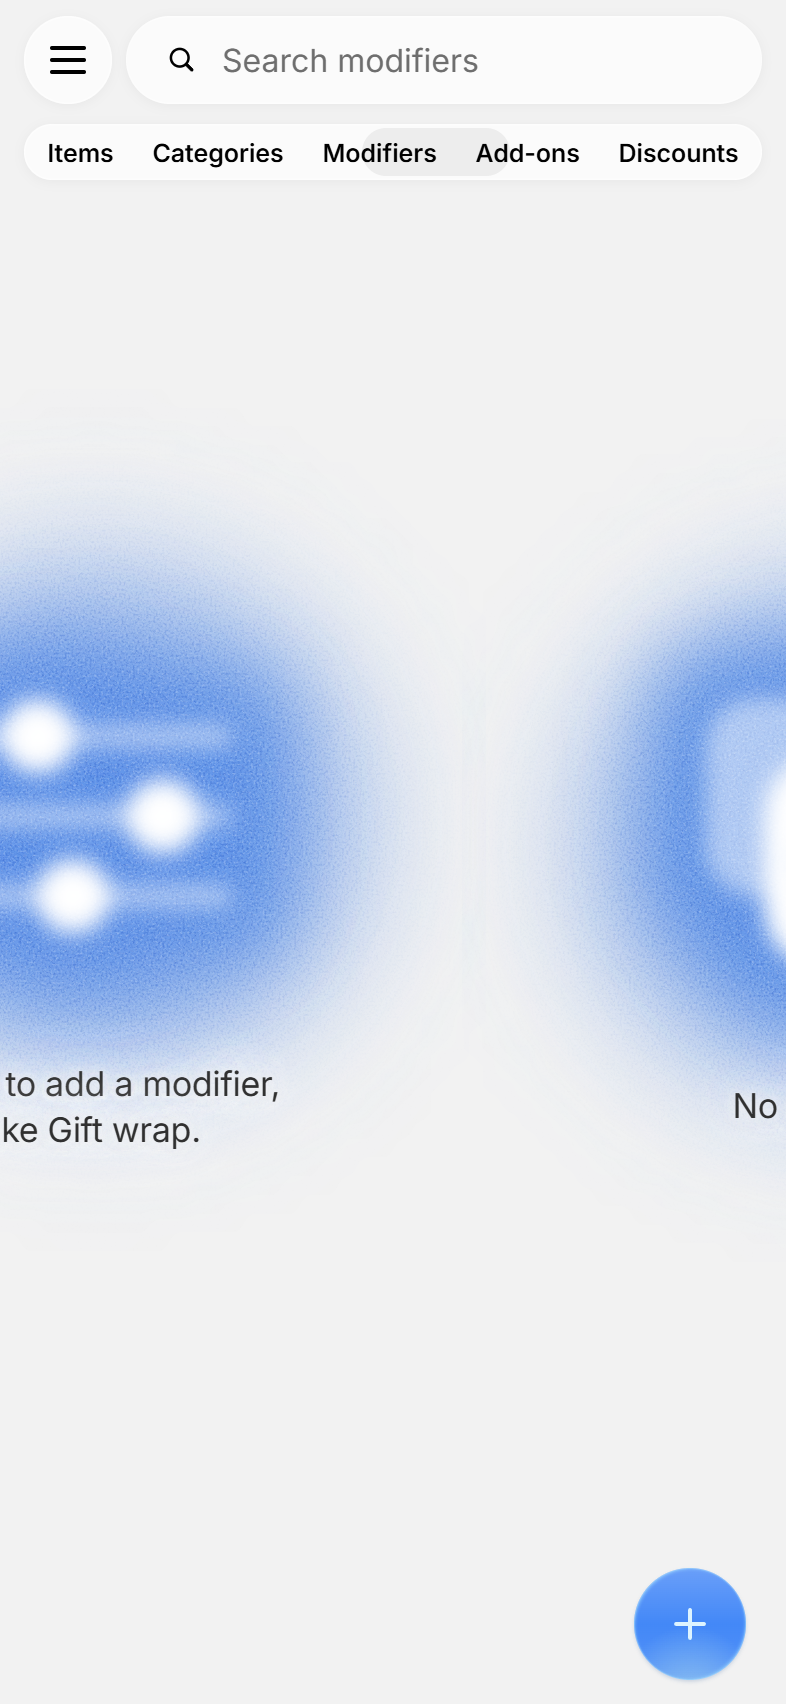 Search modifiers
Items Categories Modifiers Add-ons Discounts
to add a modifier,
ke Gift wrap.
No